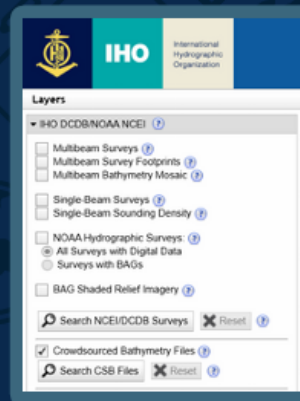 IHO
International
Hydrographic
Organization
Layers
IHO DCDB/NOAA NCEI ?
Multibeam Surveys ?
Multibeam Survey Footprints ?
Multibeam Bathymetry Mosaic ?
Single-Beam Surveys ?
Single-Beam Sounding Density ?
NOAA Hydrographic Surveys: ?
All Surveys with Digital Data
Surveys with BAGs
BAG Shaded Relief Imagery ?
Search NCEI/DCDB Surveys Reset ?
Crowdsourced Bathymetry Files ?
Search CSB Files Reset ?